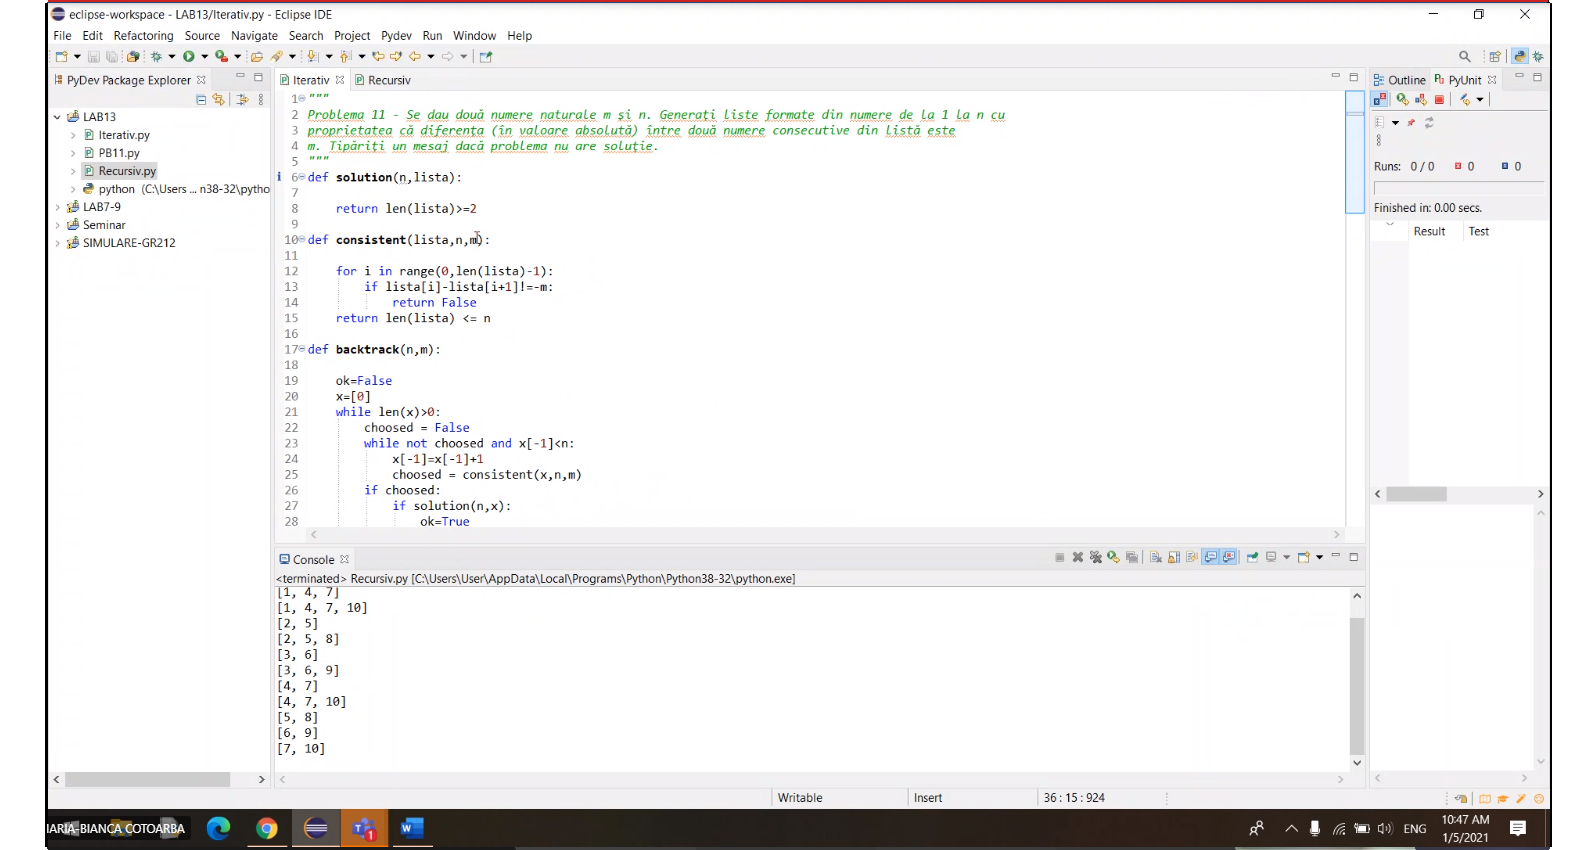 eclipse-workspace - LAB13/Iterativ.py - Eclipse IDE
File Edit Refactoring Source Navigate Search Project Pydev Run Window Help
PyDev Package Explorer
LAB13
Iterativ.py
PB11.py
Recursiv.py
python (C:\Users ... n38-32\pytho
LAB7-9
Seminar
SIMULARE-GR212
Iterativ
Recursiv
1 """
2 Problema 11 - Se dau două numere naturale m și n. Generați liste formate din numere de la 1 la n cu
3 proprietatea că diferența (în valoare absolută) între două numere consecutive din listă este
4 m. Tipăriți un mesaj dacă problema nu are soluție.
5 """
6 def solution(n,lista):
7
8 return len(lista)>=2
9
10 def consistent(lista,n,m):
11
12 for i in range(0,len(lista)-1):
13 if lista[i]-lista[i+1]!=-m:
14 return False
15 return len(lista) <= n
16
17 def backtrack(n,m):
18
19 ok=False
20 x=[0]
21 while len(x)>0:
22 choosed = False
23 while not choosed and x[-1]<n:
24 x[-1]=x[-1]+1
25 choosed = consistent(x,n,m)
26 if choosed:
27 if solution(n,x):
28 ok=True
Console
<terminated> Recursiv.py [C:\Users\User\AppData\Local\Programs\Python\Python38-32\python.exe]
[1, 4, 7]
[1, 4, 7, 10]
[2, 5]
[2, 5, 8]
[3, 6]
[3, 6, 9]
[4, 7]
[4, 7, 10]
[5, 8]
[6, 9]
[7, 10]
Outline
PyUnit
Runs: 0 / 0 0 0
Finished in: 0.00 secs.
Result Test
Writable Insert 36 : 15 : 924
IARIA-BIANCA COTOARBA
1
ENG
10:47 AM
1/5/2021